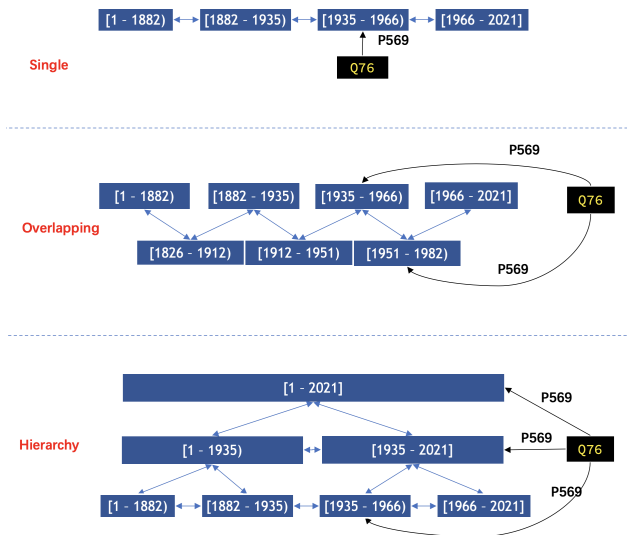 [1 - 1882) [1882 - 1935) [1935 - 1966) [1966 - 2021]
P569
Single
Q76
P569
[1 - 1882) [1882 - 1935) [1935 - 1966) [1966 - 2021]
Q76
Overlapping
[1826 - 1912) [1912 - 1951) [1951 - 1982)
P569
[1 - 2021]
P569
Hierarchy
[1 - 1935) [1935 - 2021]
P569
Q76
P569
[1 - 1882) [1882 - 1935) [1935 - 1966) [1966 - 2021]